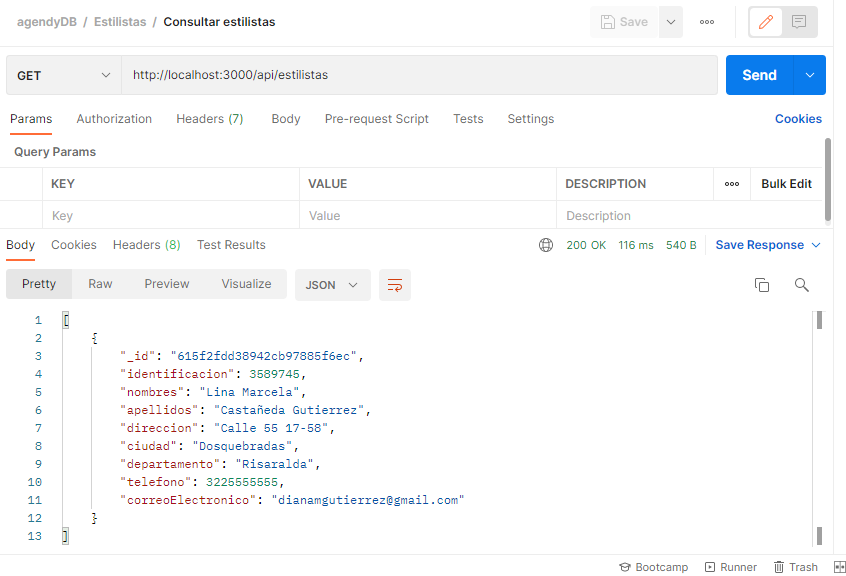 agendyDB / Estilistas / Consultar estilistas
Save
GET
http://localhost:3000/api/estilistas
Send
Params Authorization Headers (7) Body Pre-request Script Tests Settings Cookies
Query Params
KEY VALUE DESCRIPTION ooo Bulk Edit
Key Value Description
Body Cookies Headers (8) Test Results 200 OK 116 ms 540 B Save Response
Pretty Raw Preview Visualize JSON
1 [
2 {
3 "_id": "615f2fdd38942cb97885f6ec",
4 "identificacion": 3589745,
5 "nombres": "Lina Marcela",
6 "apellidos": "Castañeda Gutierrez",
7 "direccion": "Calle 55 17-58",
8 "ciudad": "Dosquebradas",
9 "departamento": "Risaralda",
10 "telefono": 3225555555,
11 "correoElectronico": "dianamgutierrez@gmail.com"
12 }
13 ]
Bootcamp Runner Trash